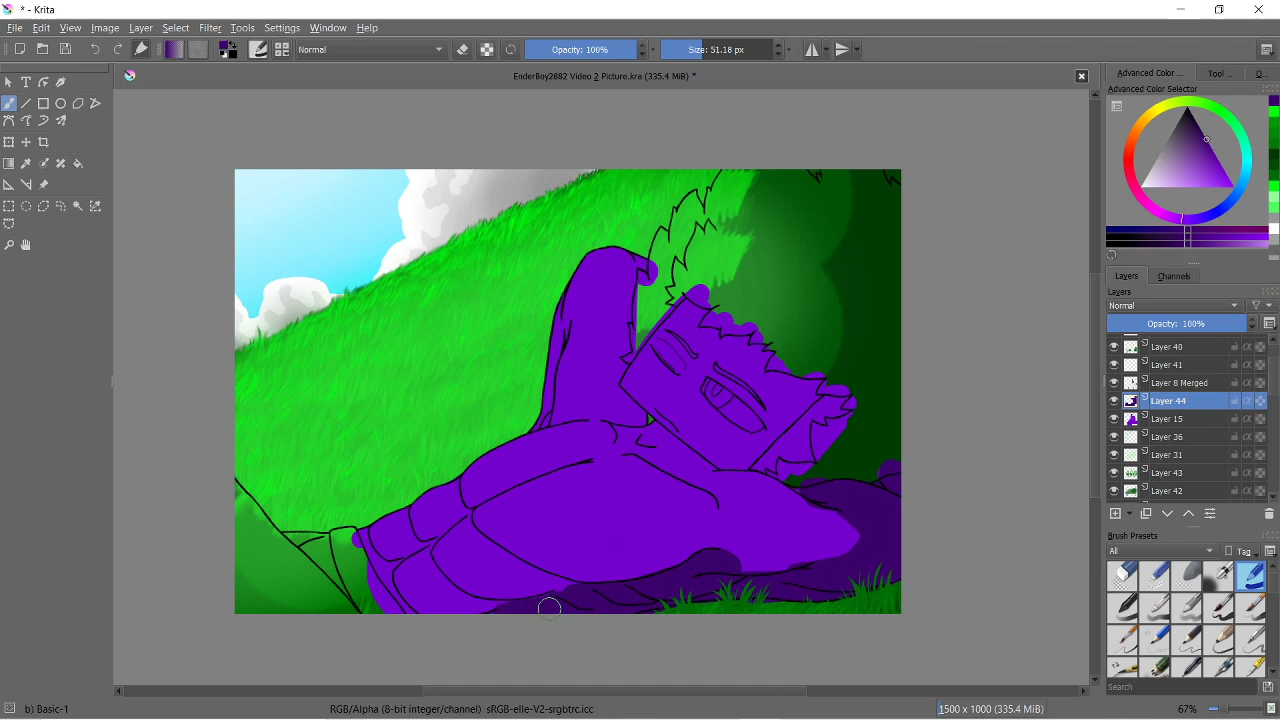 * - Krita
File Edit View Image Layer Select Filter Tools Settings Window Help
Normal Opacity: 100% Size: 51.18 px
EnderBoy2882 Video 2 Picture.kra (335.4 MiB) *
Advanced Color ... Tool ... O...
Advanced Color Selector
Layers Channels
Layers
Normal
Opacity: 100%
Layer 40
Layer 41
Layer 8 Merged
Layer 44
Layer 15
Layer 36
Layer 31
Layer 43
Layer 42
Brush Presets
All Tag
Search
b) Basic-1 RGB/Alpha (8-bit integer/channel) sRGB-elle-V2-srgbtrc.icc 1500 x 1000 (335.4 MiB) 67%